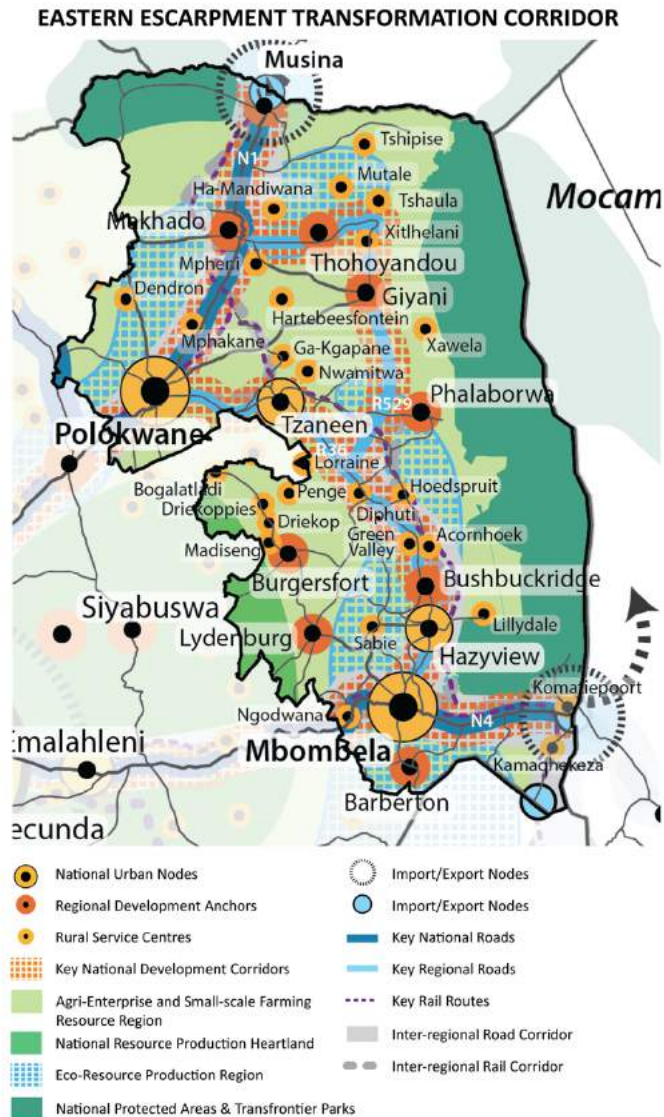 EASTERN ESCARPMENT TRANSFORMATION CORRIDOR
Musina
N1
Tshipise
Mutale
Ha-Mandiwana
Tshaula
Mocam
Makhado
Xitlhelani
Mpheni
Thohoyandou
Dendron
Giyani
Hartebeesfontein
Mphakane
Ga-Kgapane
Xawela
Nwamitwa
Phalaborwa
R529
Tzaneen
Polokwane
R36
Lorraine
Bogalatladi
Penge
Hoedspruit
Driekoppies
Diphuti
Driekop
Green
Valley
Acornhoek
Madiseng
Burgersfort
Bushbuckridge
Siyabuswa
Lydenburg
Lillydale
Sabie
Hazyview
Komatiepoort
Ngodwana
N4
Emalahleni
Mbombela
Kamaqhekeza
Barberton
ecunda
National Urban Nodes
Regional Development Anchors
Rural Service Centres
Key National Development Corridors
Agri-Enterprise and Small-scale Farming
Resource Region
National Resource Production Heartland
Eco-Resource Production Region
National Protected Areas & Transfrontier Parks
Import/Export Nodes
Import/Export Nodes
Key National Roads
Key Regional Roads
Key Rail Routes
Inter-regional Road Corridor
Inter-regional Rail Corridor